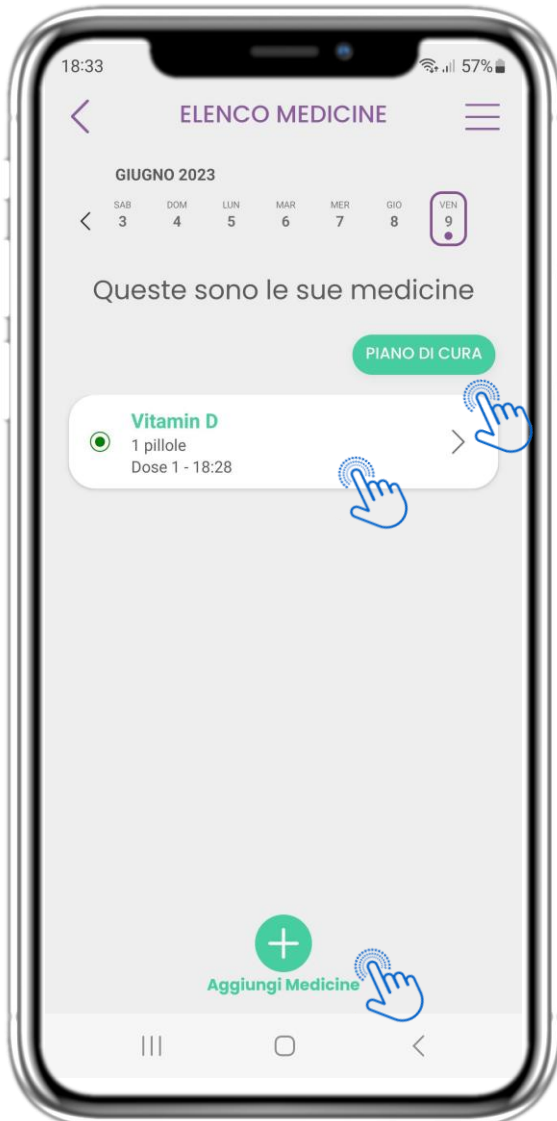 18:33 57%
ELENCO MEDICINE
GIUGNO 2023
SAB DOM LUN MAR MER GIO VEN
3 4 5 6 7 8 9
Queste sono le sue medicine
PIANO DI CURA
Vitamin D
1 pillole
Dose 1 - 18:28
Aggiungi Medicine